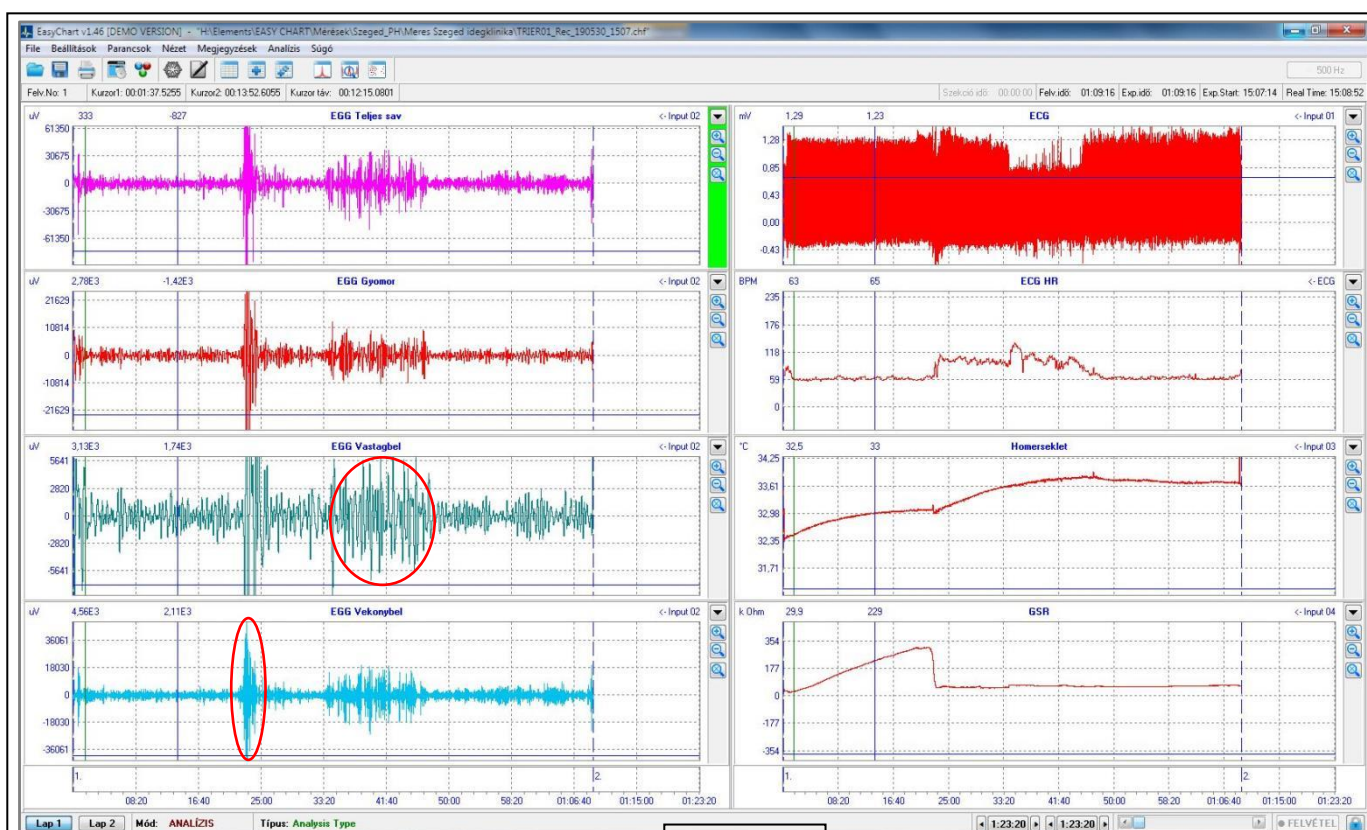 EasyChart v1.46 [DEMO VERSION] - "H:\Elements\EASY CHART\Mérések\Szeged_PH\Meres Szeged idegklinika\TRIER01_Rec_190530_1507.chf"
File Beállítások Parancsok Nézet Megjegyzések Analízis Súgó
500 Hz
Felv.No: 1 Kurzor1: 00:01:37.5255 Kurzor2: 00:13:52.6055 Kurzor táv: 00:12:15.0801 Szekció idő: 00:00:00 Felv.idő: 01:09:16 Exp.idő: 01:09:16 Exp.Start: 15:07:14 Real Time: 15:08:52
uV 333 -827 EGG Teljes sav <- Input 02
61350
30675
0
-30675
-61350
uV 2,78E3 -1,42E3 EGG Gyomor <- Input 02
21629
10814
0
-10814
-21629
uV 3,13E3 1,74E3 EGG Vastagbel <- Input 02
5641
2820
0
-2820
-5641
uV 4,56E3 2,11E3 EGG Vekonybel <- Input 02
36061
18030
0
-18030
-36061
1. 2.
08:20 16:40 25:00 33:20 41:40 50:00 58:20 01:06:40 01:15:00 01:23:20
mV 1,29 1,23 ECG <- Input 01
1,28
0,85
0,43
0,00
-0,43
BPM 63 65 ECG HR <- ECG
235
176
118
59
0
°C 32,5 33 Homerseklet <- Input 03
34,25
33,61
32,98
32,35
31,71
k Ohm 29,9 229 GSR <- Input 04
354
177
0
-177
-354
1. 2.
08:20 16:40 25:00 33:20 41:40 50:00 58:20 01:06:40 01:15:00 01:23:20
Lap 1 Lap 2 Mód: ANALÍZIS Típus: Analysis Type 1:23:20 1:23:20 FELVÉTEL